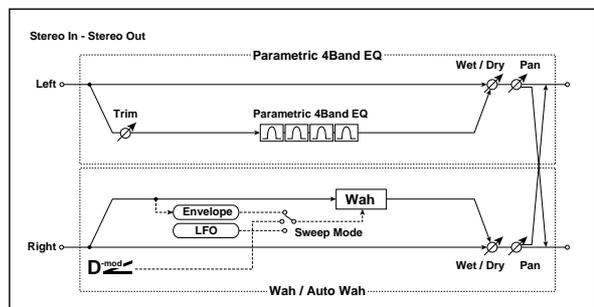 Stereo In - Stereo Out
Parametric 4Band EQ
Wet / Dry
Pan
Left
Trim
Parametric 4Band EQ
Wah
Envelope
LFO
Sweep Mode
Right
D-mod
Wet / Dry
Pan
Wah / Auto Wah